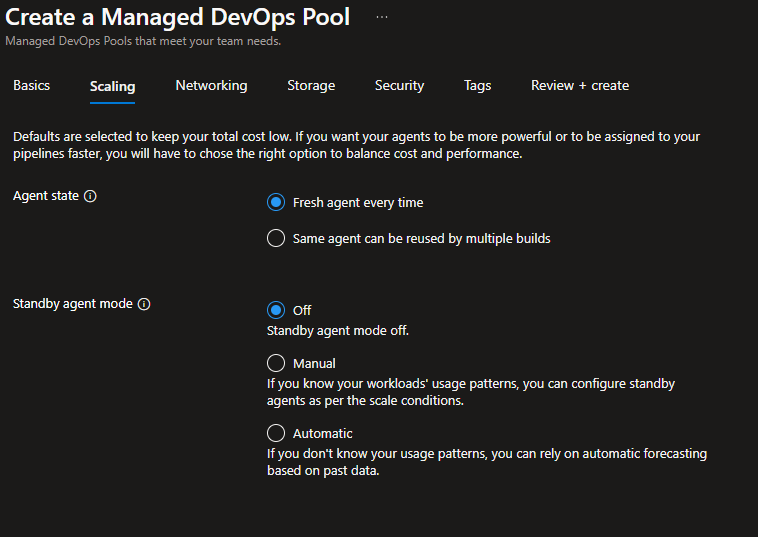 Create a Managed DevOps Pool ...
Managed DevOps Pools that meet your team needs.
Basics Scaling Networking Storage Security Tags Review + create
Defaults are selected to keep your total cost low. If you want your agents to be more powerful or to be assigned to your
pipelines faster, you will have to chose the right option to balance cost and performance.
Agent state
Fresh agent every time
Same agent can be reused by multiple builds
Standby agent mode
Off
Standby agent mode off.
Manual
If you know your workloads' usage patterns, you can configure standby
agents as per the scale conditions.
Automatic
If you don't know your usage patterns, you can rely on automatic forecasting
based on past data.